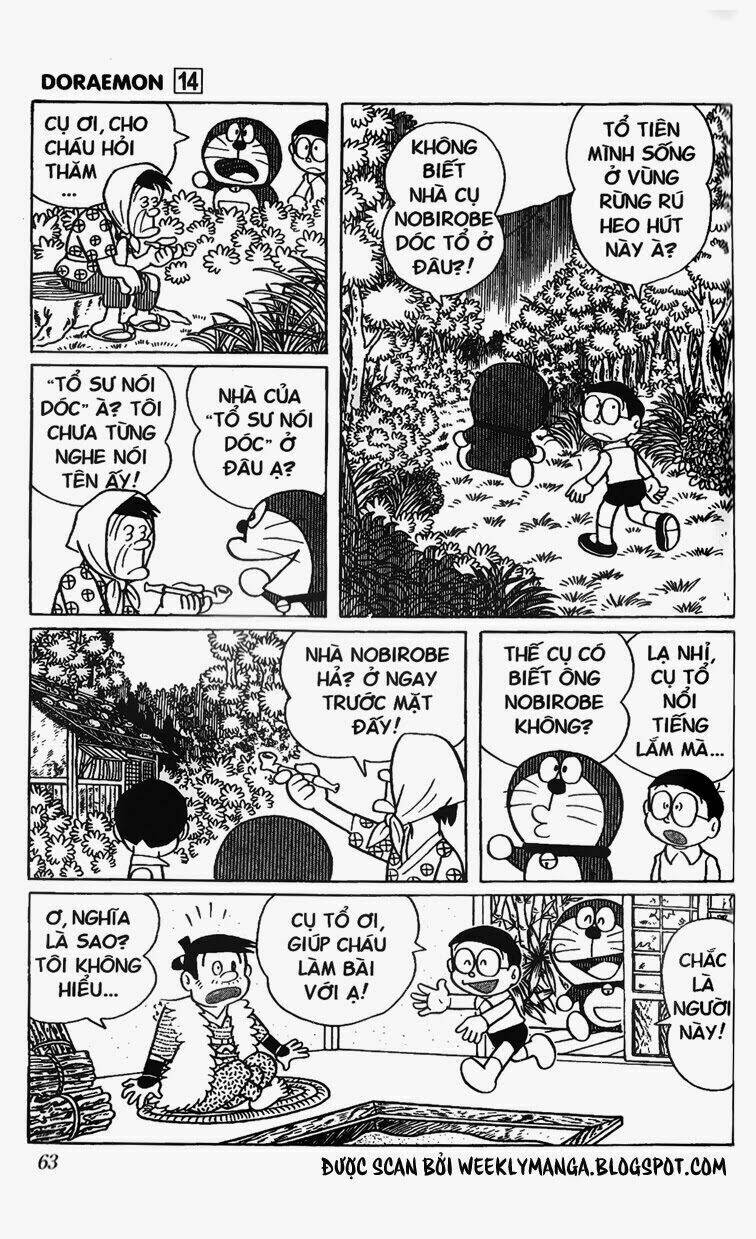 DORAEMON 14
TỔ TIÊN
MÌNH SỐNG
Ở VÙNG
RỪNG RÚ
HEO HÚT
NÀY À?
KHÔNG
BIẾT
NHÀ CỤ
NOBIROBE
DÓC TỔ Ở
ĐÂU?!
CỤ ƠI, CHO
CHÁU HỎI
THĂM
...
NHÀ CỦA
“TỔ SƯ NÓI
DÓC” Ở
ĐÂU Ạ?
“TỔ SƯ NÓI
DÓC” À? TÔI
CHƯA TỪNG
NGHE NÓI
TÊN ẤY!
LẠ NHỈ,
CỤ TỔ
NỔI
TIẾNG
LẮM MÀ...
THẾ CỤ CÓ
BIẾT ÔNG
NOBIROBE
KHÔNG?
NHÀ NOBIROBE
HẢ? Ở NGAY
TRƯỚC MẶT
ĐẤY!
CHẮC
LÀ
NGƯỜI
NÀY!
CỤ TỔ ƠI,
GIÚP CHÁU
LÀM BÀI
VỚI Ạ!
Ơ, NGHĨA
LÀ SAO?
TÔI KHÔNG
HIỂU...
63
ĐƯỢC SCAN BỞI WEEKLYMANGA.BLOGSPOT.COM